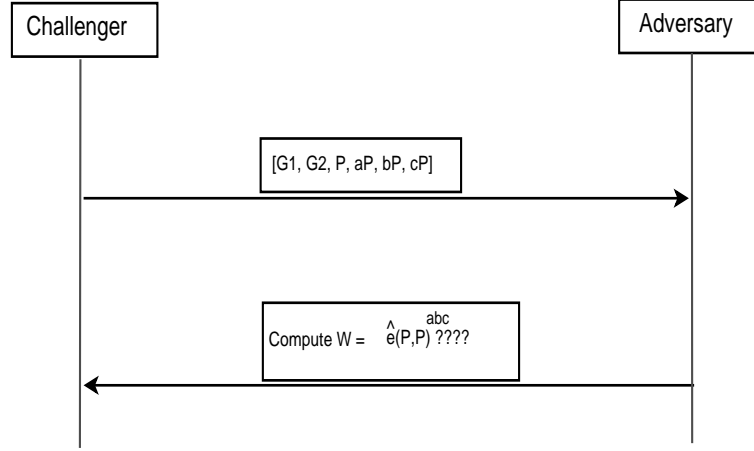 Challenger
Adversary
[G1, G2, P, aP, bP, cP]
Compute W = ê(P,P)^abc ????